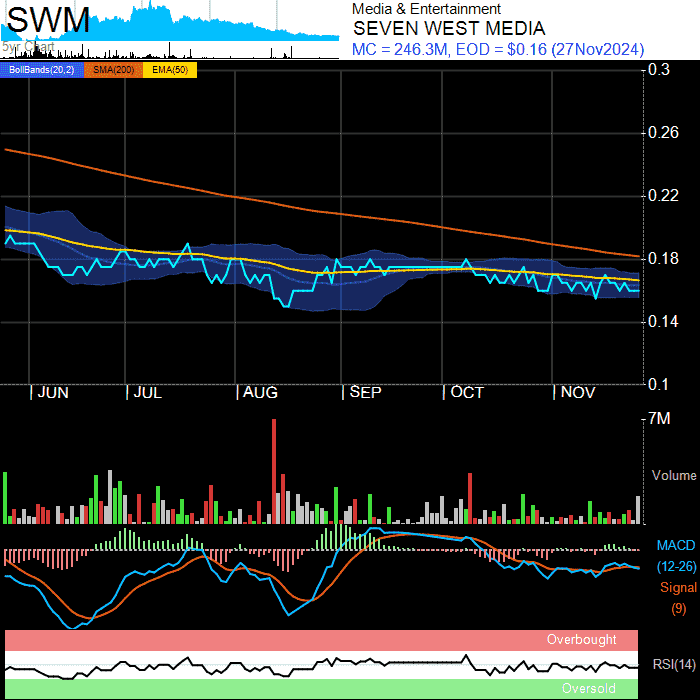 SWM
5yr Chart
Media & Entertainment
SEVEN WEST MEDIA
MC = 246.3M, EOD = $0.16 (27Nov2024)
BollBands(20,2) SMA(200) EMA(50)
0.3
0.26
0.22
0.18
0.14
0.1
JUN JUL AUG SEP OCT NOV
7M
Volume
MACD
(12-26)
Signal
(9)
Overbought
RSI(14)
Oversold